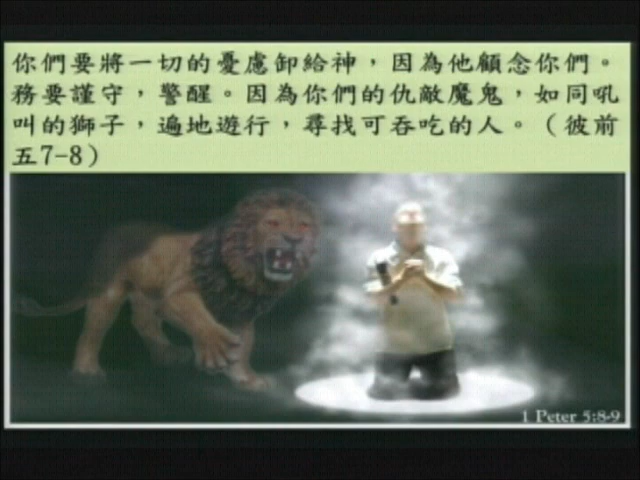 你們要將一切的憂慮卸給神，因為他顧念你們。
務要謹守，警醒。因為你們的仇敵魔鬼，如同吼
叫的獅子，遍地遊行，尋找可吞吃的人。（彼前
五7-8）
1 Peter 5:8-9